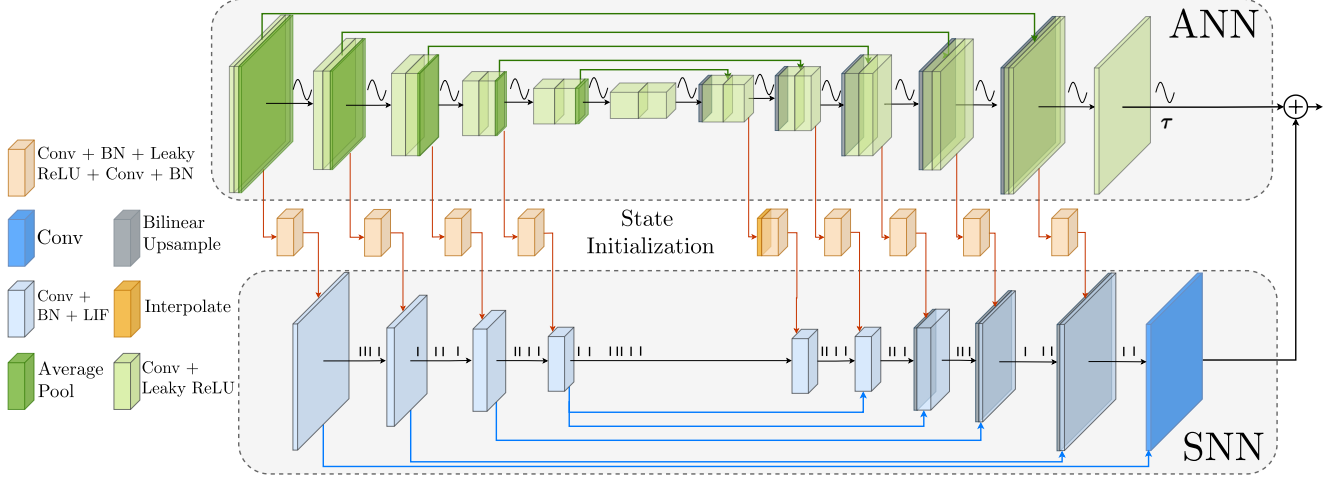 ANN
τ
Conv + BN + Leaky
ReLU + Conv + BN
Conv
Bilinear
Upsample
Conv +
BN + LIF
Interpolate
Average
Pool
Conv +
Leaky ReLU
State
Initialization
SNN